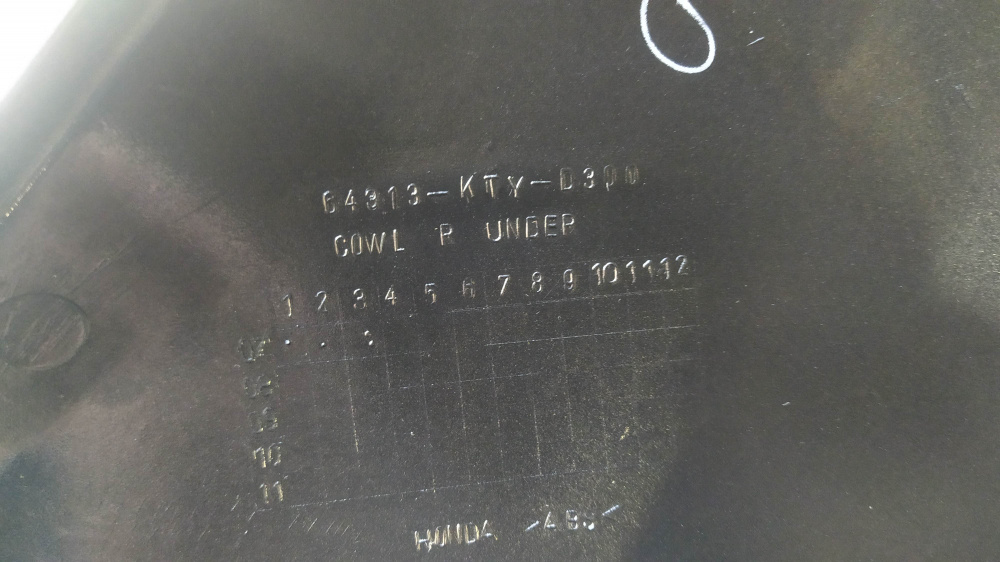 64313-KTY-D300
COWL R UNDER
1 2 3 4 5 6 7 8 9 10 11 12
10
11
HONDA >ABS<